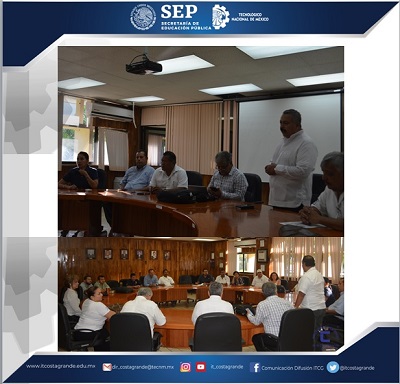 SEP
SECRETARÍA DE
EDUCACIÓN PÚBLICA
TECNOLÓGICO
NACIONAL DE MÉXICO
www.itcostagrande.edu.mx
dir_costagrande@tecnm.mx
it_costagrande
Comunicación Difusión ITCG
@itcostagrande